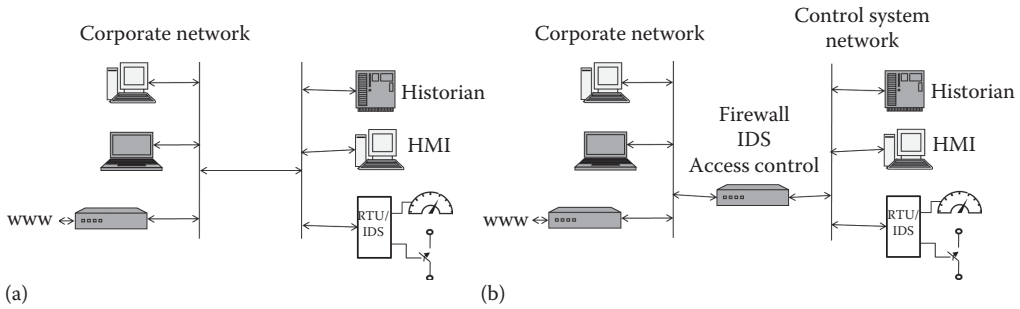 Corporate network
Historian
HMI
www
RTU/
IDS
(a)
Corporate network
Control system
network
Firewall
IDS
Access control
Historian
HMI
www
RTU/
IDS
(b)